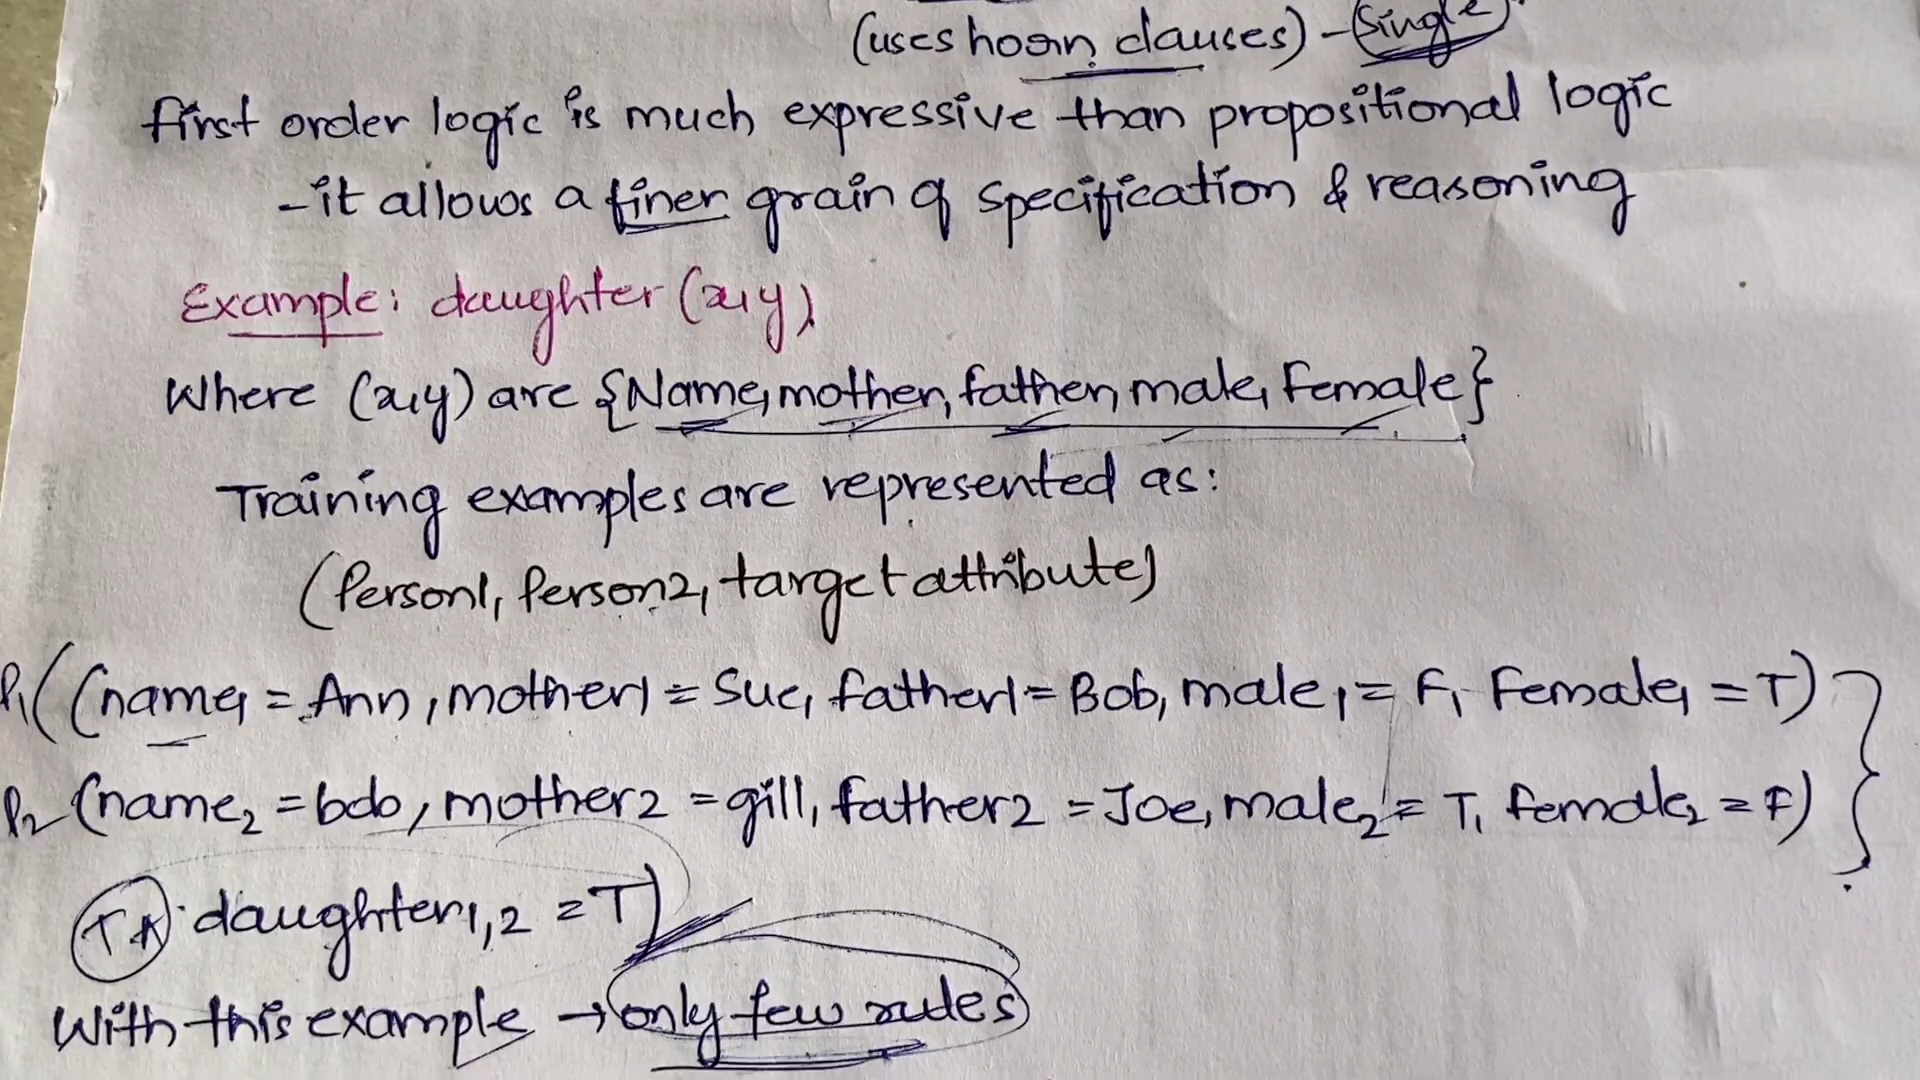 (uses horn clauses) - (Single)
first order logic is much expressive than propositional logic
- it allows a finer grain of specification & reasoning
Example: daughter (x,y)
Where (x,y) are {Name, mother, father, male, Female}
Training examples are represented as:
(Person1, Person2, target attribute)
P1 ((name1 = Ann, mother1 = Sue, father1 = Bob, male1 = F, Female1 = T)
P2 (name2 = bob, mother2 = gill, father2 = Joe, male2 = T, female2 = F)
TA daughter1,2 = T)
With this example → only few rules